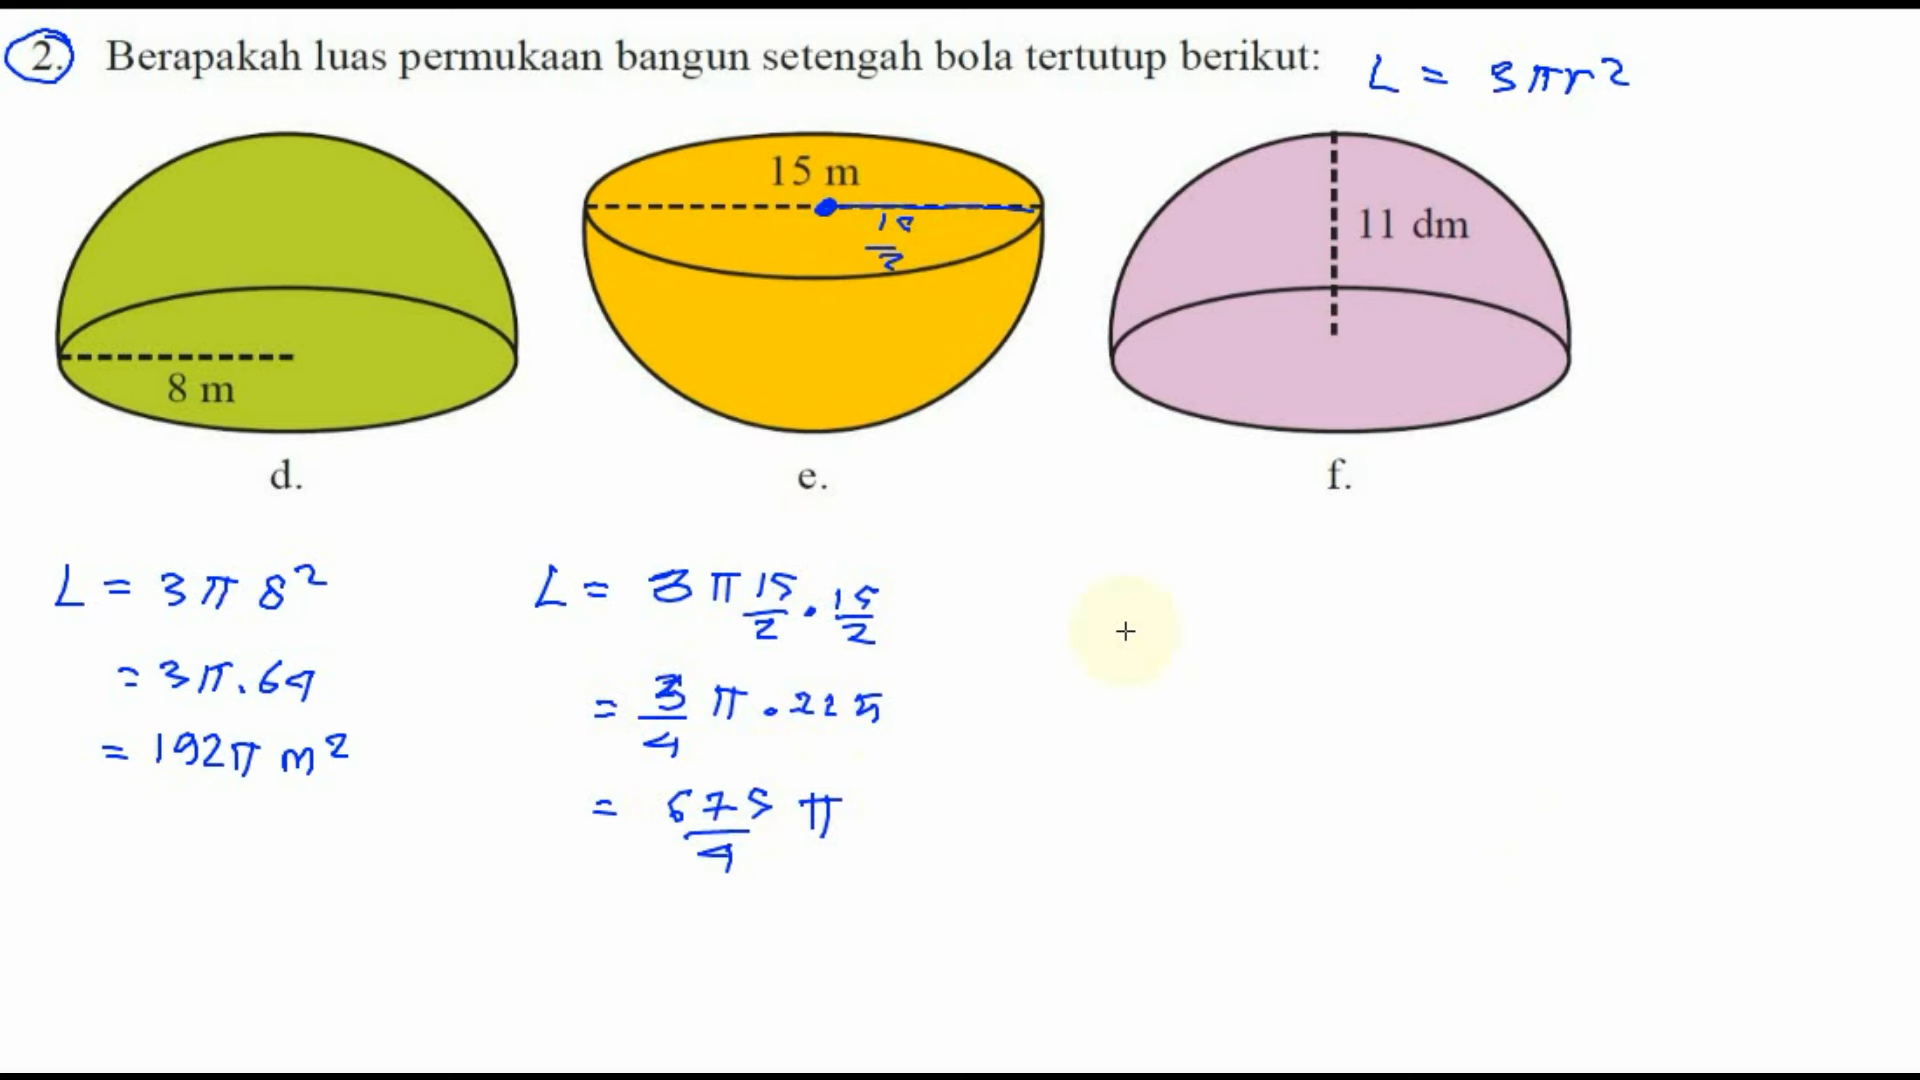 2. Berapakah luas permukaan bangun setengah bola tertutup berikut:
L = 3πr²
8 m
15 m
15/2
11 dm
d.
e.
f.
L = 3π 8²
= 3π.64
= 192π m²
L = 3 π 15/2 . 15/2
= 3/4 π . 225
= 675/4 π